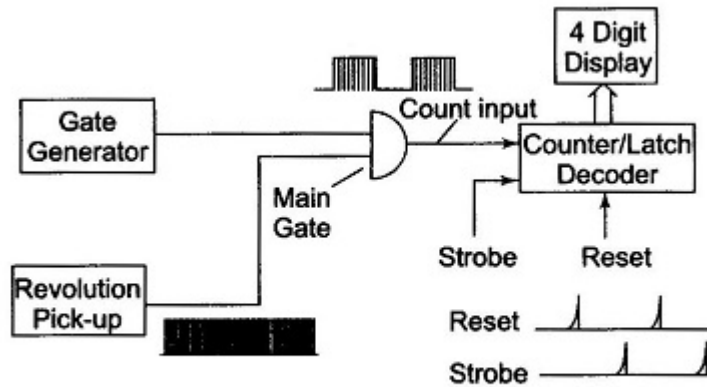 4 Digit
Display
Count input
Gate
Generator
Counter/Latch
Decoder
Main
Gate
Strobe
Reset
Revolution
Pick-up
Reset
Strobe